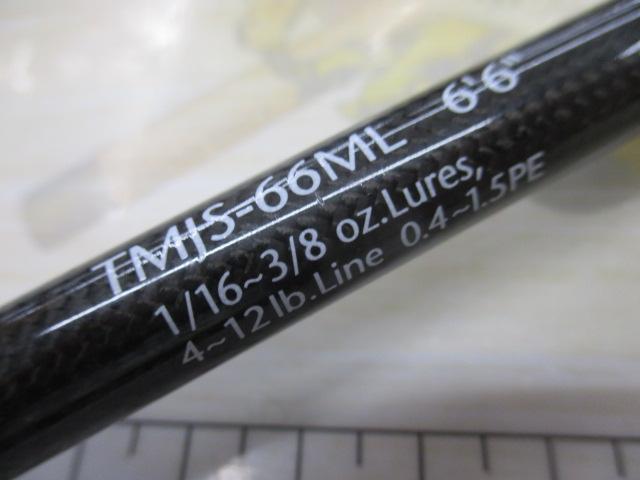 TMJS-66ML 6'6"
1/16~3/8 oz.Lures,
4~12lb.Line 0.4~1.5PE